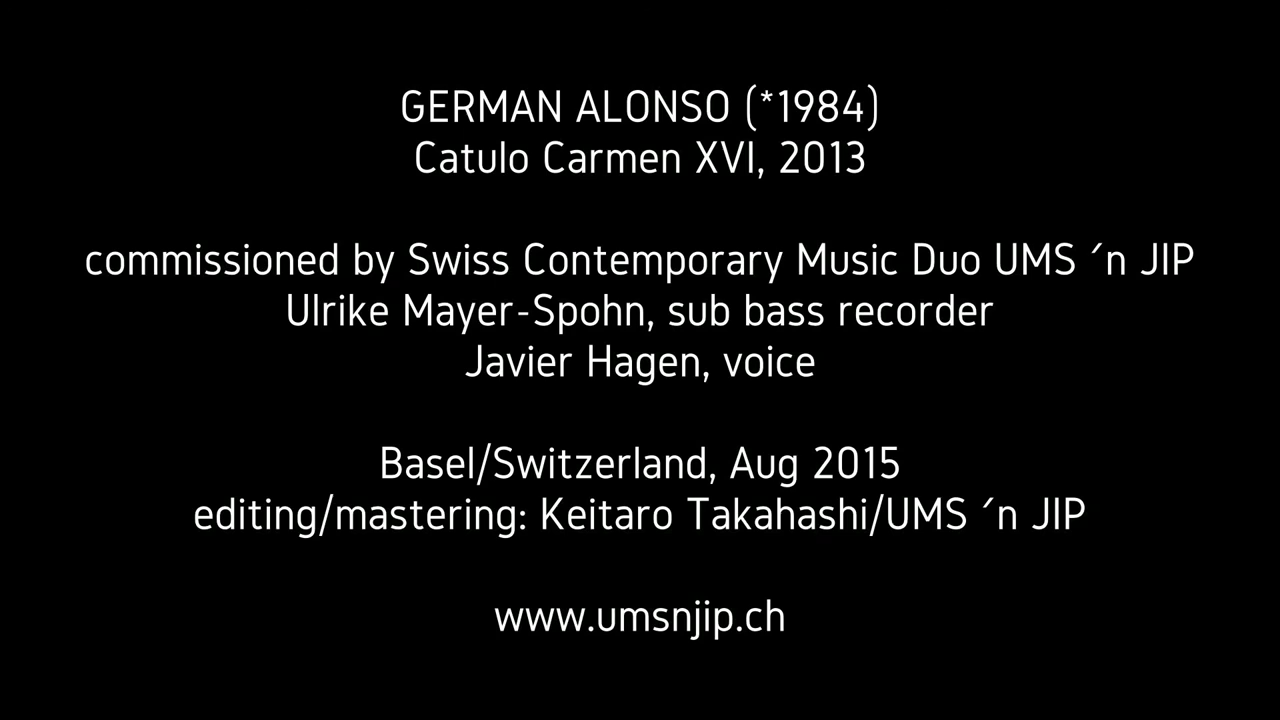 GERMAN ALONSO (*1984)
Catulo Carmen XVI, 2013
commissioned by Swiss Contemporary Music Duo UMS ´n JIP
Ulrike Mayer-Spohn, sub bass recorder
Javier Hagen, voice
Basel/Switzerland, Aug 2015
editing/mastering: Keitaro Takahashi/UMS ´n JIP
www.umsnjip.ch